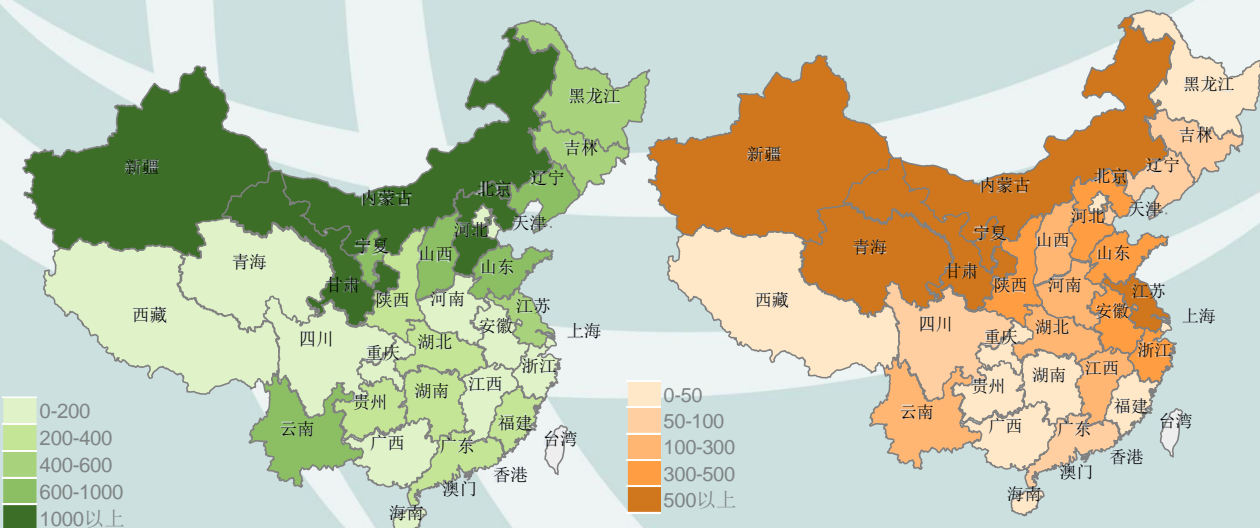 黑龙江
吉林
辽宁
新疆
内蒙古
北京
天津
河北
宁夏
山西
山东
青海
甘肃
陕西
河南
江苏
西藏
四川
安徽
上海
重庆
湖北
浙江
湖南
江西
贵州
福建
云南
广西
广东
台湾
香港
澳门
海南
0-200
200-400
400-600
600-1000
1000以上
黑龙江
吉林
辽宁
新疆
内蒙古
北京
天津
河北
宁夏
山西
山东
青海
甘肃
陕西
河南
江苏
西藏
四川
安徽
上海
重庆
湖北
浙江
湖南
江西
贵州
福建
云南
广西
广东
台湾
香港
澳门
海南
0-50
50-100
100-300
300-500
500以上